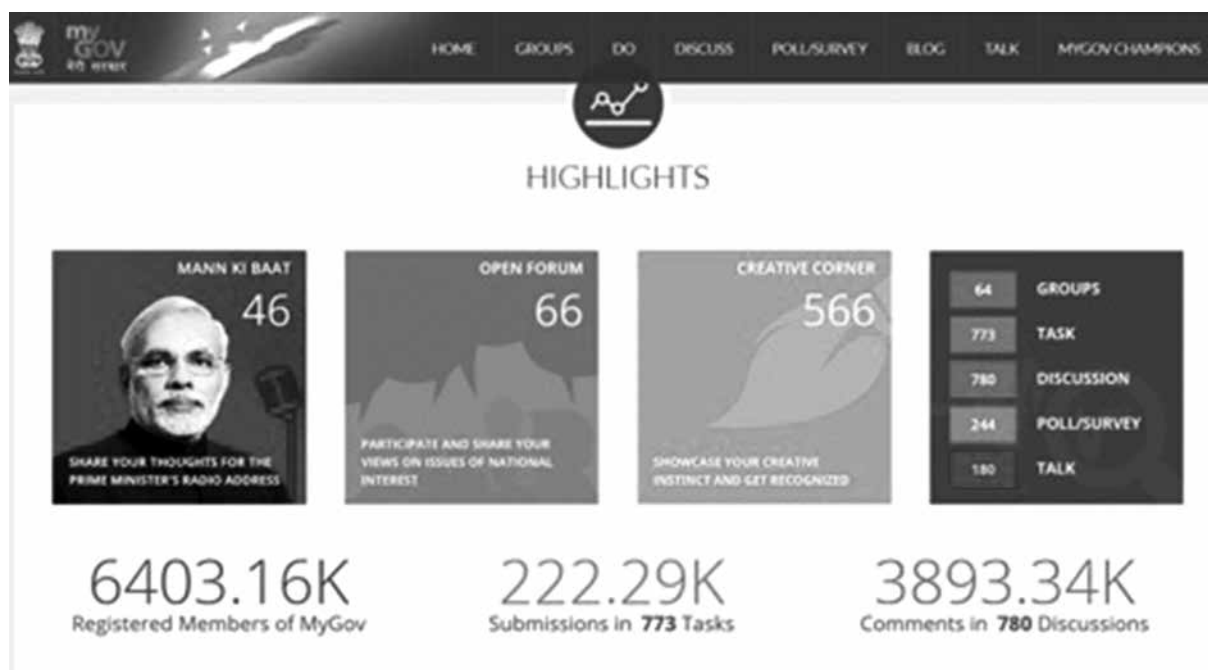 my
GOV
मेरी सरकार
HOME GROUPS DO DISCUSS POLL/SURVEY BLOG TALK MYGOV CHAMPIONS
HIGHLIGHTS
MANN KI BAAT
46
SHARE YOUR THOUGHTS FOR THE
PRIME MINISTER'S RADIO ADDRESS
OPEN FORUM
66
PARTICIPATE AND SHARE YOUR
VIEWS ON ISSUES OF NATIONAL
INTEREST
CREATIVE CORNER
566
SHOWCASE YOUR CREATIVE
INSTINCT AND GET RECOGNIZED
64 GROUPS
773 TASK
780 DISCUSSION
244 POLL/SURVEY
180 TALK
6403.16K
Registered Members of MyGov
222.29K
Submissions in 773 Tasks
3893.34K
Comments in 780 Discussions